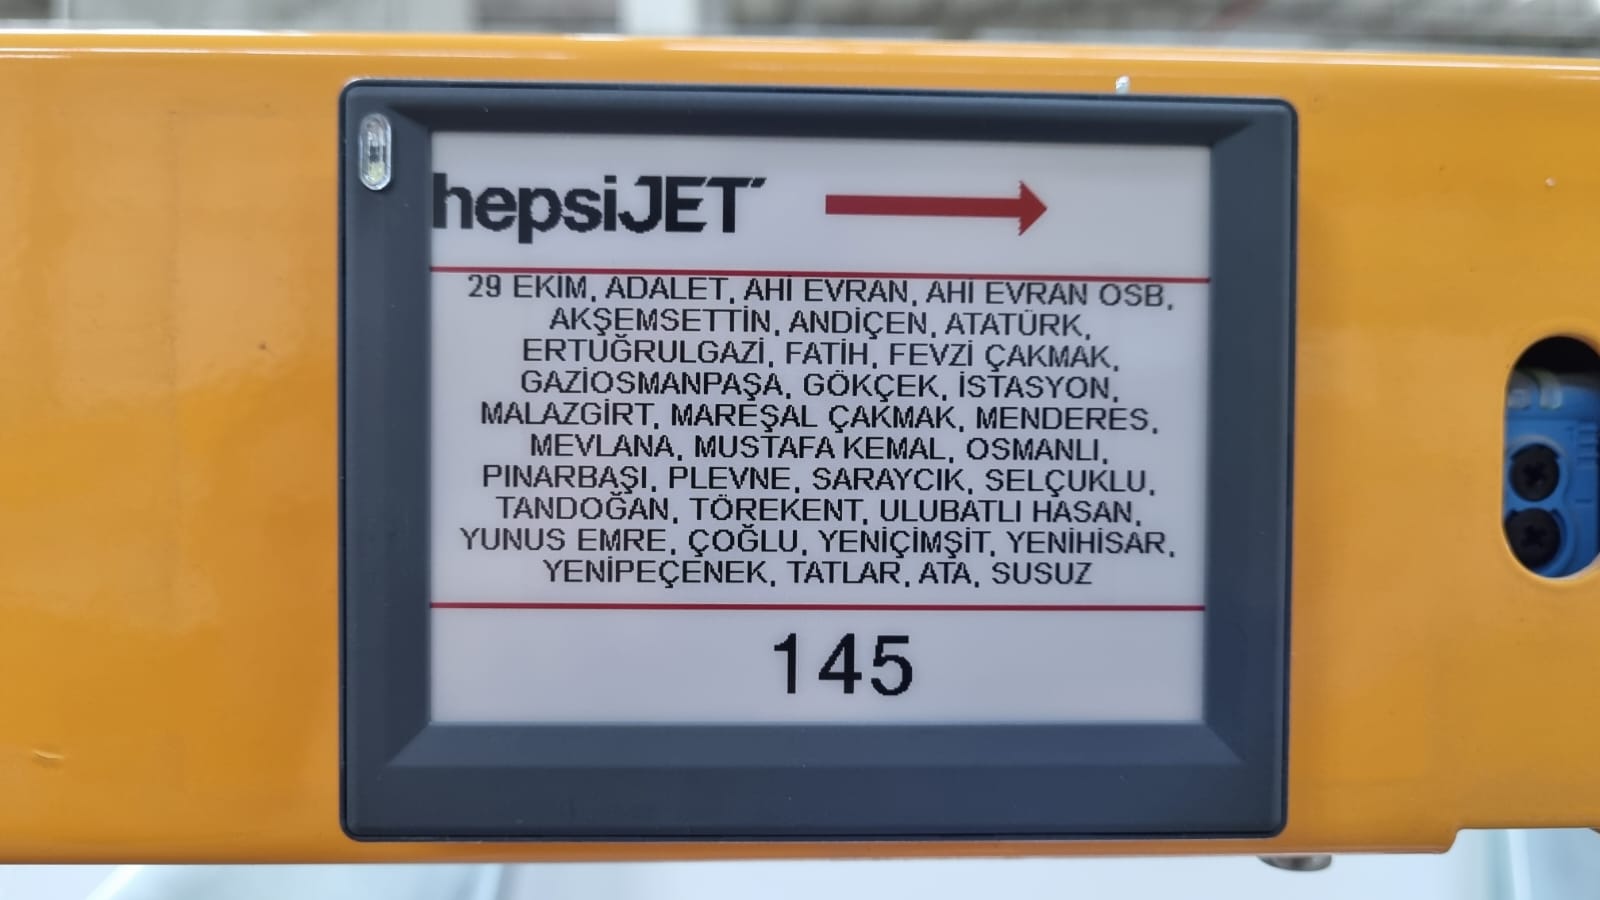 hepsiJET
29 EKİM, ADALET, AHİ EVRAN, AHİ EVRAN OSB,
AKŞEMSETTİN, ANDİÇEN, ATATÜRK,
ERTUĞRULGAZİ, FATİH, FEVZİ ÇAKMAK,
GAZİOSMANPAŞA, GÖKÇEK, İSTASYON,
MALAZGİRT, MAREŞAL ÇAKMAK, MENDERES,
MEVLANA, MUSTAFA KEMAL, OSMANLI,
PINARBAŞI, PLEVNE, SARAYCIK, SELÇUKLU,
TANDOĞAN, TÖREKENT, ULUBATLI HASAN,
YUNUS EMRE, ÇOĞLU, YENİÇİMŞİT, YENİHİSAR,
YENİPEÇENEK, TATLAR, ATA, SUSUZ
145